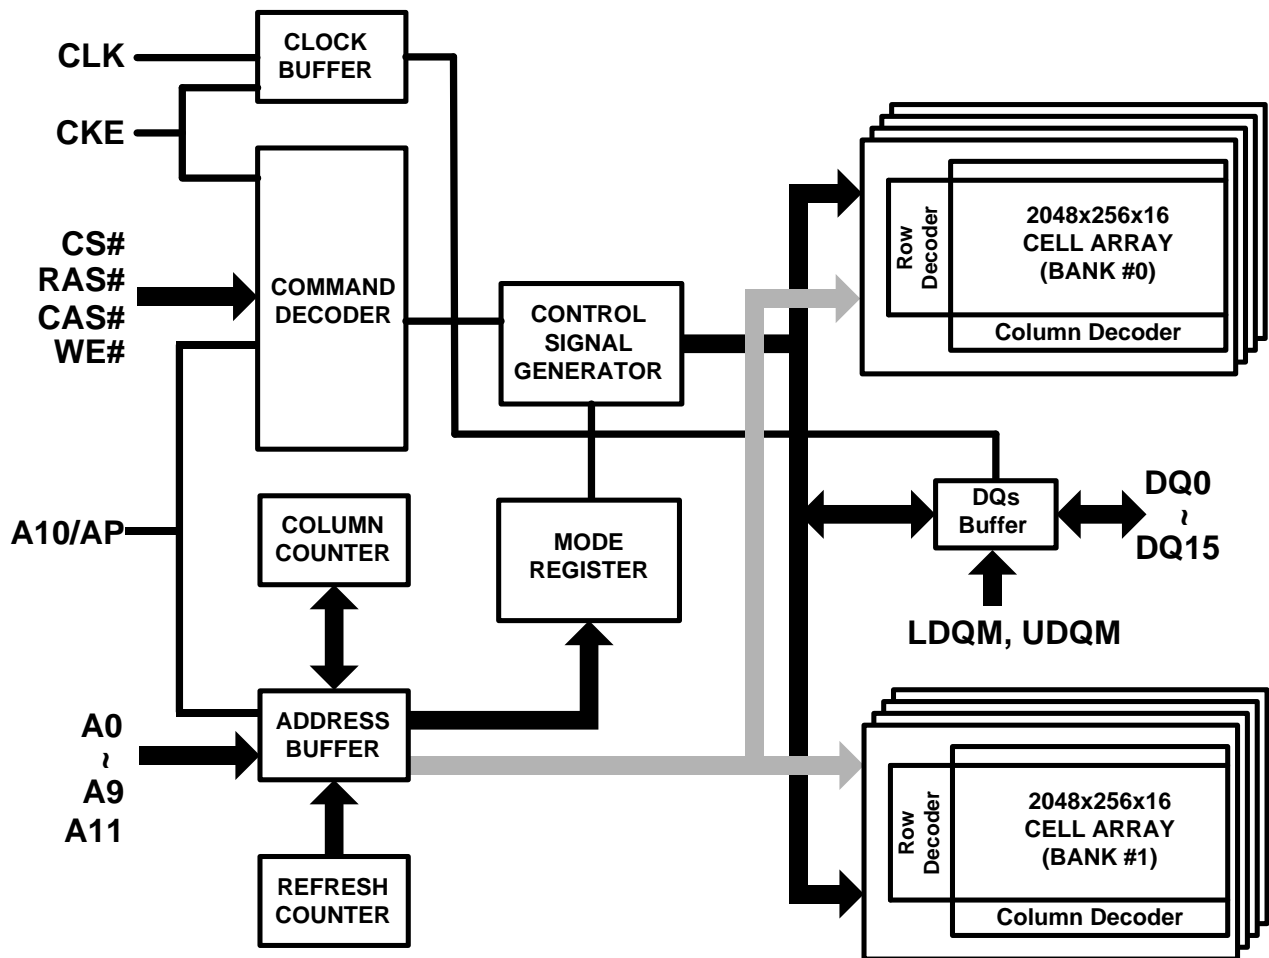 CLK
CKE
CLOCK
BUFFER
CS#
RAS#
CAS#
WE#
COMMAND
DECODER
CONTROL
SIGNAL
GENERATOR
Row
Decoder
2048x256x16
CELL ARRAY
(BANK #0)
Column Decoder
A10/AP
COLUMN
COUNTER
MODE
REGISTER
DQs
Buffer
DQ0
~
DQ15
LDQM, UDQM
A0
~
A9
A11
ADDRESS
BUFFER
REFRESH
COUNTER
Row
Decoder
2048x256x16
CELL ARRAY
(BANK #1)
Column Decoder